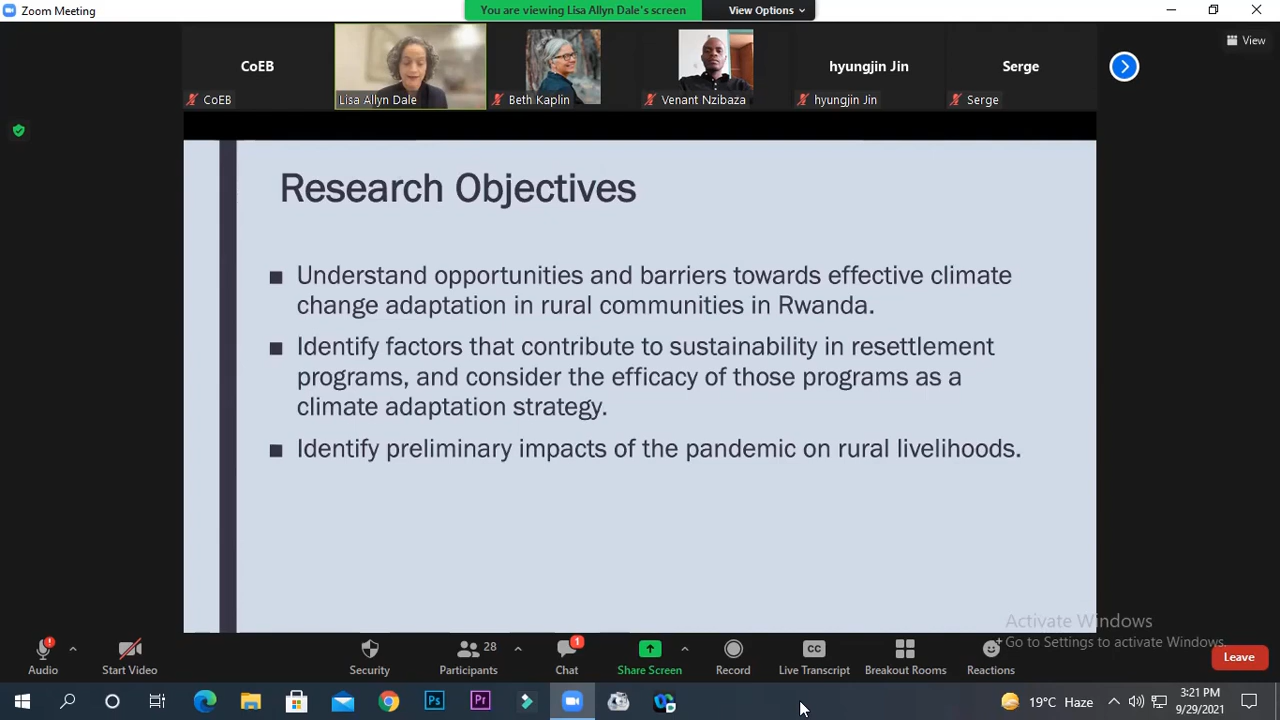 Zoom Meeting
You are viewing Lisa Allyn Dale's screen
View Options
View
CoEB
hyungjin Jin
Serge
CoEB
Lisa Allyn Dale
Beth Kaplin
Venant Nzibaza
hyungjin Jin
Serge
Research Objectives
■ Understand opportunities and barriers towards effective climate
change adaptation in rural communities in Rwanda.
■ Identify factors that contribute to sustainability in resettlement
programs, and consider the efficacy of those programs as a
climate adaptation strategy.
■ Identify preliminary impacts of the pandemic on rural livelihoods.
Activate Windows
Go to Settings to activate Windows.
Audio
Start Video
Security
Participants
28
Chat
1
Share Screen
Record
CC
Live Transcript
Breakout Rooms
Reactions
Leave
Ps
Pr
19°C Haze
3:21 PM
9/29/2021